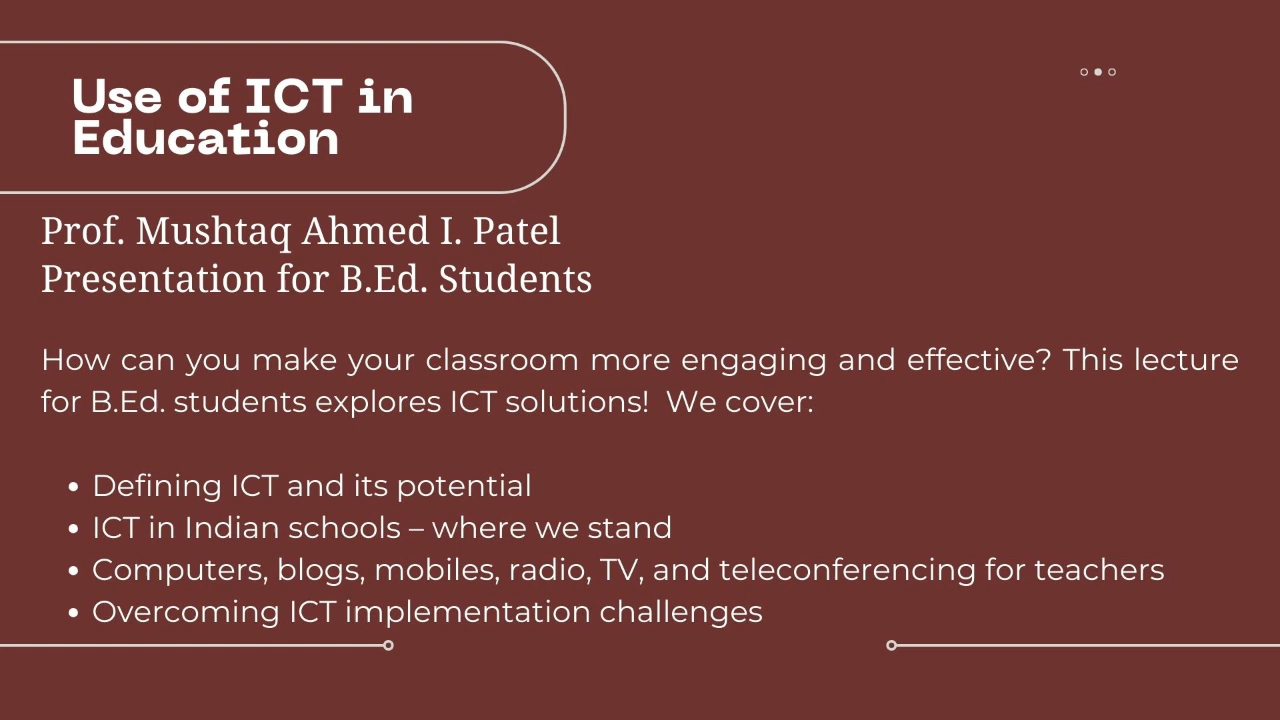 Use of ICT in
Education
Prof. Mushtaq Ahmed I. Patel
Presentation for B.Ed. Students
How can you make your classroom more engaging and effective? This lecture
for B.Ed. students explores ICT solutions!  We cover:
• Defining ICT and its potential
• ICT in Indian schools – where we stand
• Computers, blogs, mobiles, radio, TV, and teleconferencing for teachers
• Overcoming ICT implementation challenges